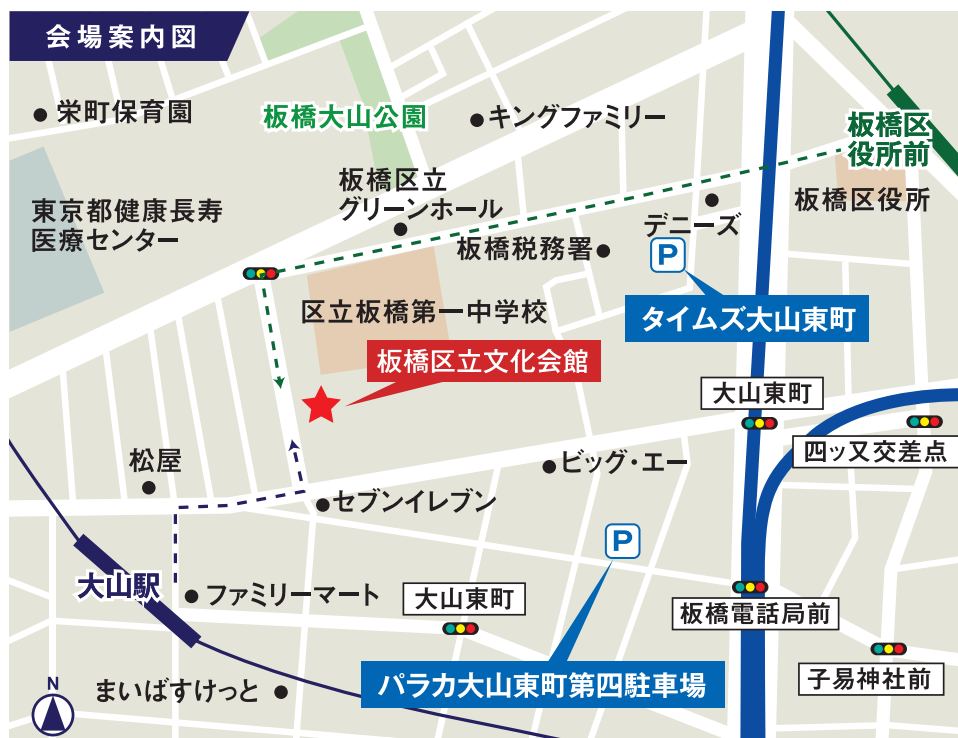 会場案内図
栄町保育園
板橋大山公園
キングファミリー
板橋区
役所前
板橋区立
グリーンホール
東京都健康長寿
医療センター
板橋区役所
デニーズ
板橋税務署
P
区立板橋第一中学校
タイムズ大山東町
板橋区立文化会館
大山東町
四ッ又交差点
松屋
ビッグ・エー
セブンイレブン
P
大山駅
ファミリーマート
大山東町
板橋電話局前
子易神社前
パラカ大山東町第四駐車場
まいばすけっと
N